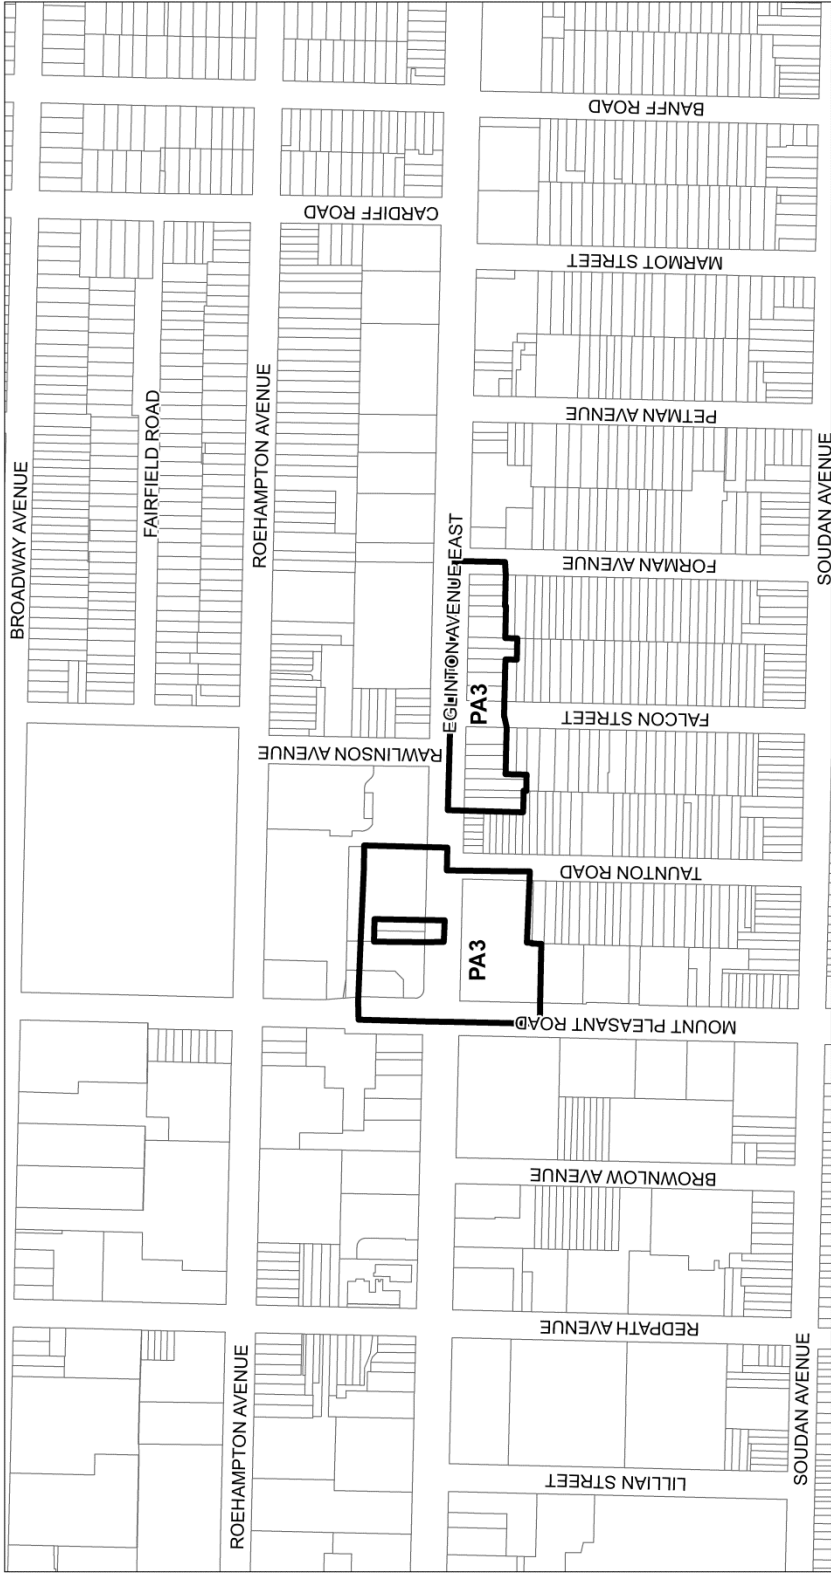 BANFF ROAD
CARDIFF ROAD
MARMOT STREET
PETMAN AVENUE
FAIRFIELD ROAD
ROEHAMPTON AVENUE
BROADWAY AVENUE
SOUDAN AVENUE
EGLINTON AVENUE EAST
FORMAN AVENUE
PA3
FALCON STREET
RAWLINSON AVENUE
TAUNTON ROAD
PA3
MOUNT PLEASANT ROAD
BROWNLOW AVENUE
REDPATH AVENUE
ROEHAMPTON AVENUE
SOUDAN AVENUE
LILLIAN STREET